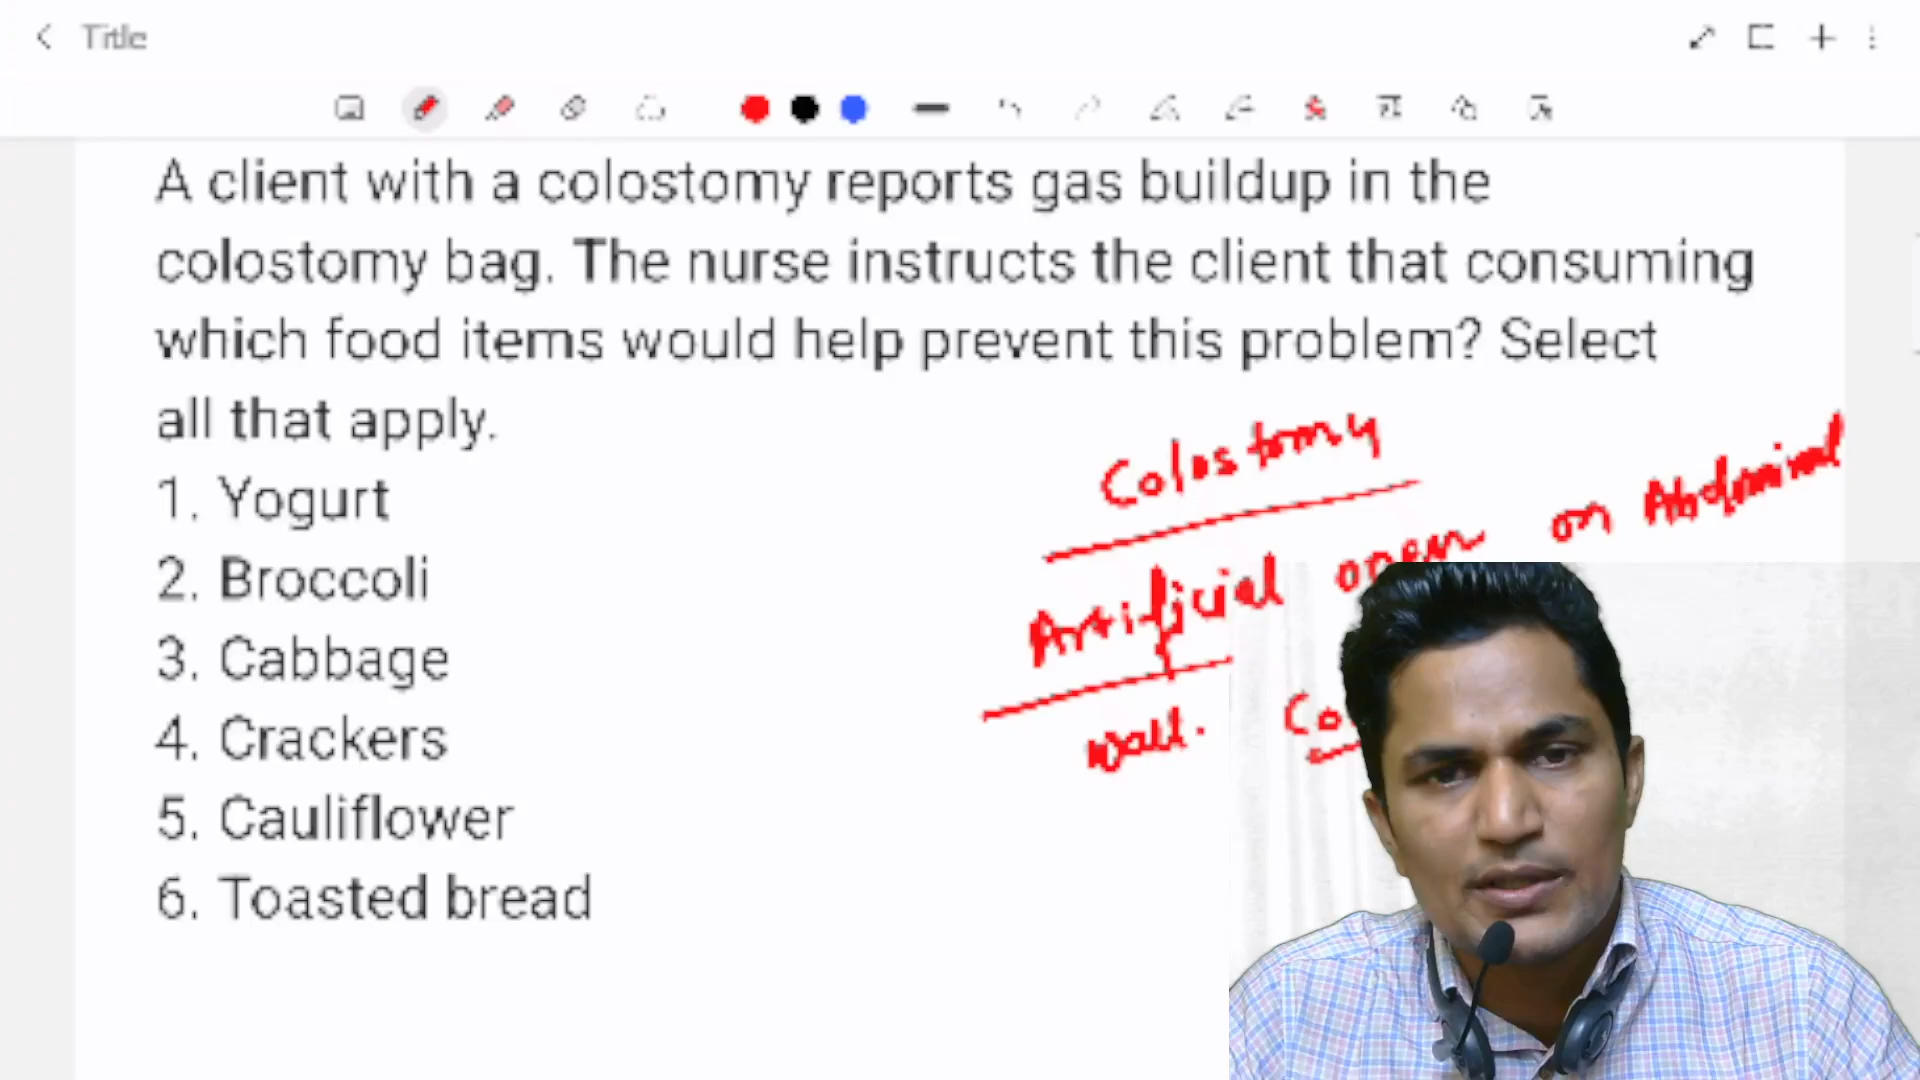 Title
A client with a colostomy reports gas buildup in the
colostomy bag. The nurse instructs the client that consuming
which food items would help prevent this problem? Select
all that apply.
1. Yogurt
2. Broccoli
3. Cabbage
4. Crackers
5. Cauliflower
6. Toasted bread
Colostomy
Artificial on Abdominal
wall.